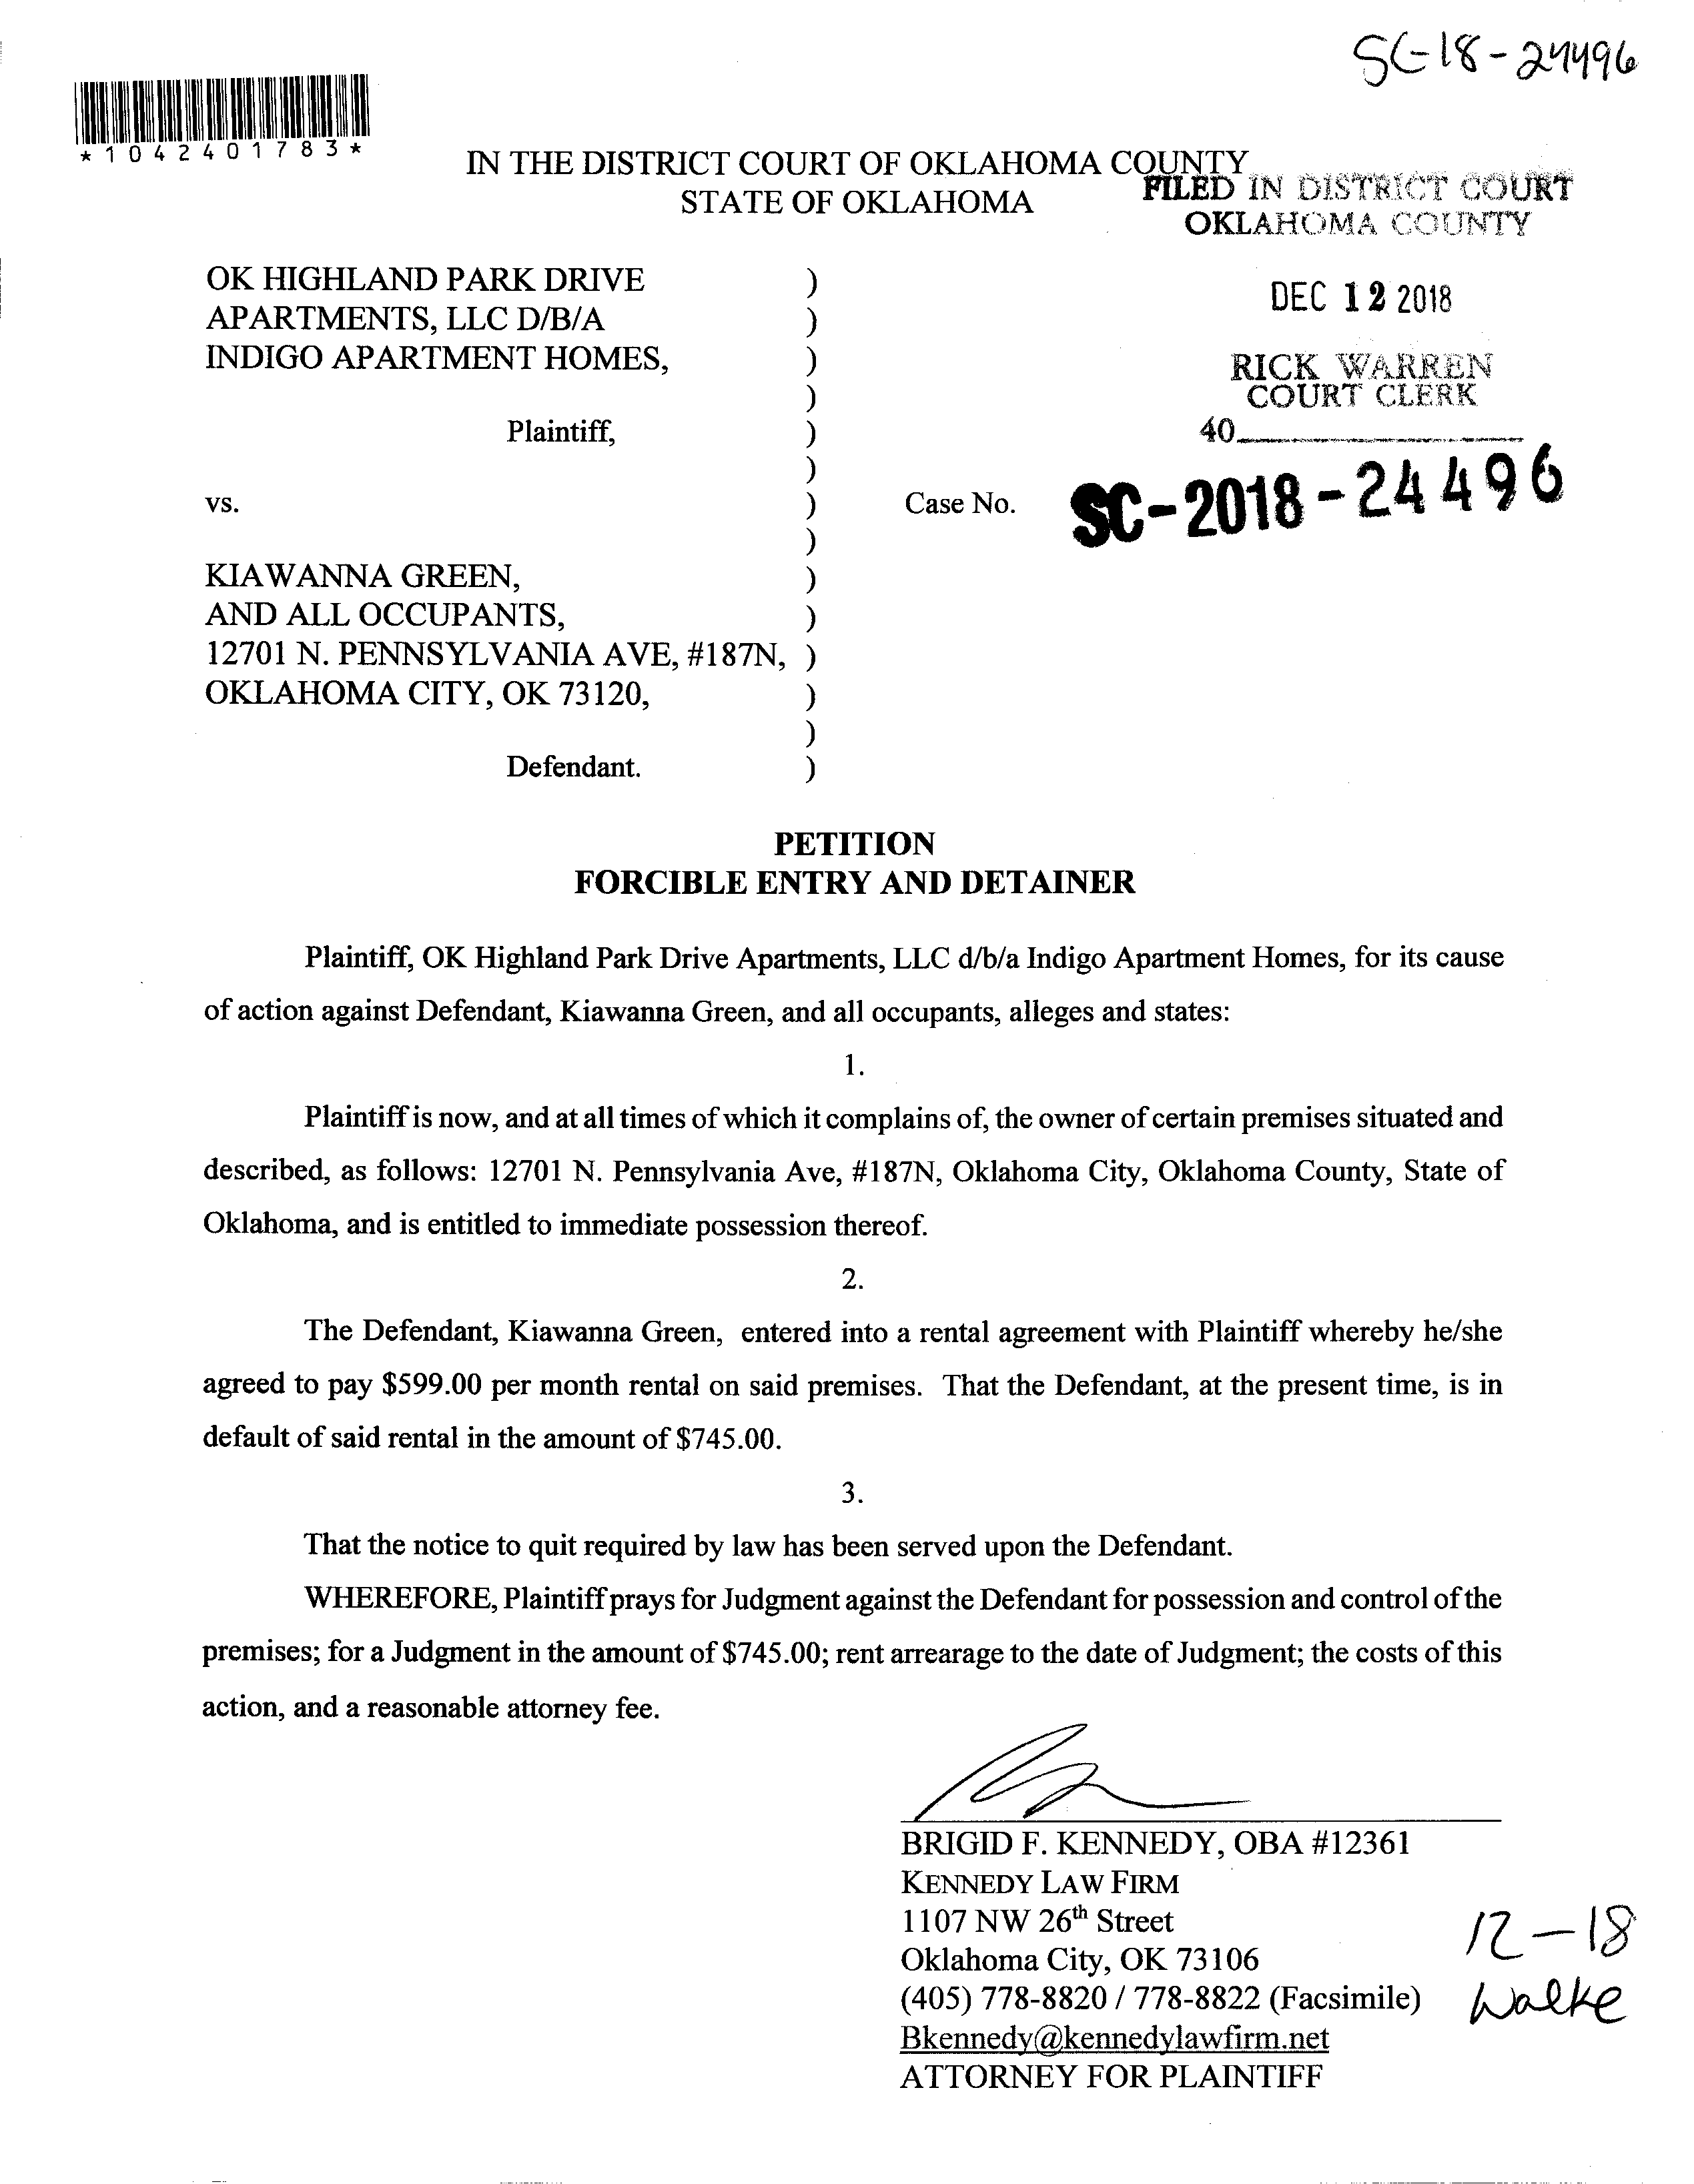 SC-18-24496
*1042401783*
IN THE DISTRICT COURT OF OKLAHOMA COUNTY
STATE OF OKLAHOMA
FILED IN DISTRICT COURT
OKLAHOMA COUNTY
DEC 12 2018
RICK WARREN
COURT CLERK
40
OK HIGHLAND PARK DRIVE )
APARTMENTS, LLC D/B/A )
INDIGO APARTMENT HOMES, )
)
Plaintiff, )
)
vs. ) Case No. SC-2018-24496
)
KIAWANNA GREEN, )
AND ALL OCCUPANTS, )
12701 N. PENNSYLVANIA AVE, #187N, )
OKLAHOMA CITY, OK 73120, )
)
Defendant. )
PETITION
FORCIBLE ENTRY AND DETAINER
Plaintiff, OK Highland Park Drive Apartments, LLC d/b/a Indigo Apartment Homes, for its cause
of action against Defendant, Kiawanna Green, and all occupants, alleges and states:
1.
Plaintiff is now, and at all times of which it complains of, the owner of certain premises situated and
described, as follows: 12701 N. Pennsylvania Ave, #187N, Oklahoma City, Oklahoma County, State of
Oklahoma, and is entitled to immediate possession thereof.
2.
The Defendant, Kiawanna Green, entered into a rental agreement with Plaintiff whereby he/she
agreed to pay $599.00 per month rental on said premises. That the Defendant, at the present time, is in
default of said rental in the amount of $745.00.
3.
That the notice to quit required by law has been served upon the Defendant.
WHEREFORE, Plaintiff prays for Judgment against the Defendant for possession and control of the
premises; for a Judgment in the amount of $745.00; rent arrearage to the date of Judgment; the costs of this
action, and a reasonable attorney fee.
BRIGID F. KENNEDY, OBA #12361
KENNEDY LAW FIRM
1107 NW 26th Street
Oklahoma City, OK 73106
(405) 778-8820 / 778-8822 (Facsimile)
Bkennedy@kennedylawfirm.net
ATTORNEY FOR PLAINTIFF
12-18
Walke